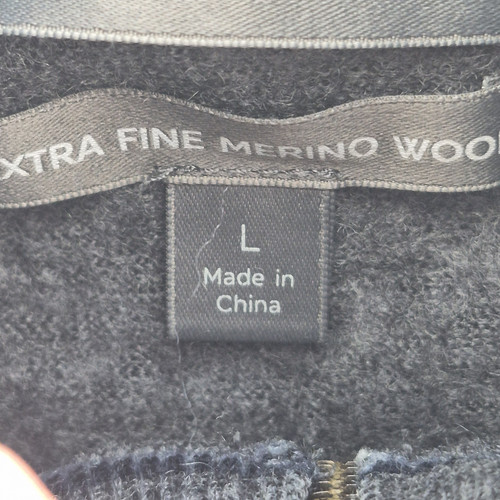 XTRA FINE MERINO WOO
L
Made in
China